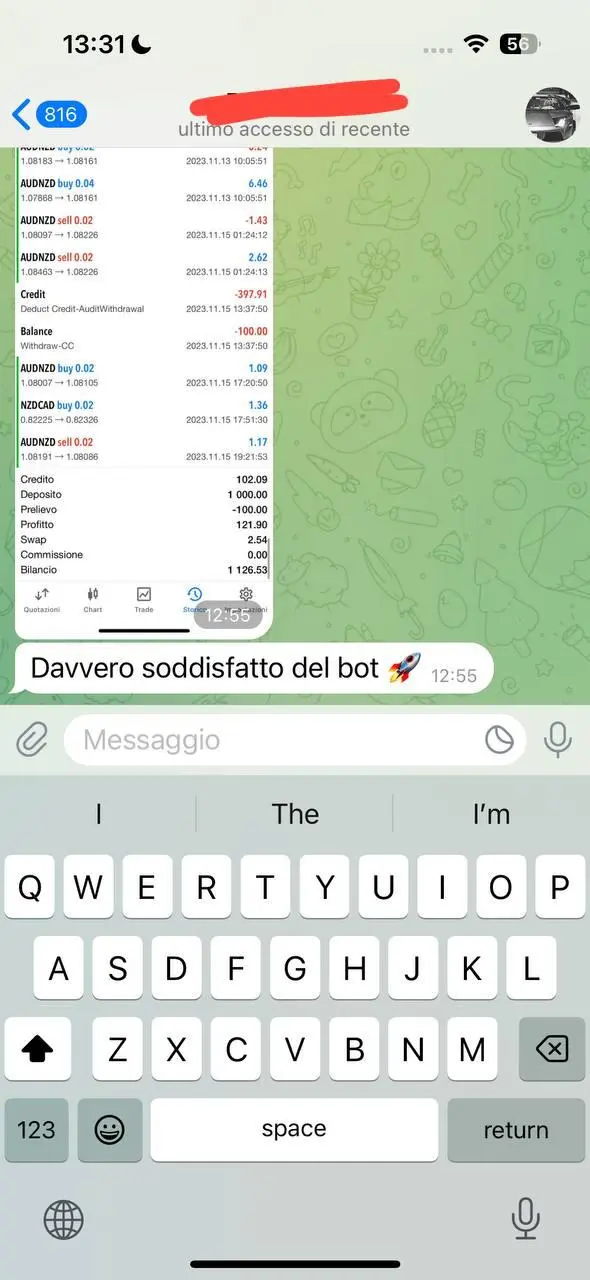 13:31
56
816
ultimo accesso di recente
AUDNZD buy 0.02 6.24
1.08183 → 1.08161 2023.11.13 10:05:51
AUDNZD buy 0.04 6.46
1.07868 → 1.08161 2023.11.13 10:05:51
AUDNZD sell 0.02 -1.43
1.08097 → 1.08226 2023.11.15 01:24:12
AUDNZD sell 0.02 2.62
1.08463 → 1.08226 2023.11.15 01:24:13
Credit -397.91
Deduct Credit-AuditWithdrawal 2023.11.15 13:37:50
Balance -100.00
Withdraw-CC 2023.11.15 13:37:50
AUDNZD buy 0.02 1.09
1.08007 → 1.08105 2023.11.15 17:20:50
NZDCAD buy 0.02 1.36
0.82225 → 0.82326 2023.11.15 17:51:30
AUDNZD sell 0.02 1.17
1.08191 → 1.08086 2023.11.15 19:21:53
Credito 102.09
Deposito 1 000.00
Prelievo -100.00
Profitto 121.90
Swap 2.54
Commissione 0.00
Bilancio 1 126.53
Quotazioni Chart Trade
12:55
Davvero soddisfatto del bot 🚀 12:55
Messaggio
I The I'm
Q W E R T Y U I O P
A S D F G H J K L
Z X C V B N M
123 space return